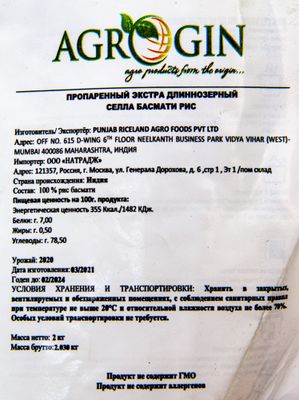 AGROGIN
agro products from the origin...
ПРОПАРЕННЫЙ ЭКСТРА ДЛИННОЗЕРНЫЙ
СЕЛЛА БАСМАТИ РИС
Изготовитель/ Экспортёр: PUNJAB RICELAND AGRO FOODS PVT LTD
Адрес: OFF NO. 615 D-WING 6TH FLOOR NEELKANTH BUSINESS PARK VIDYA VIHAR (WEST)-
MUMBAI 400086 MAHARASHTRA, ИНДИЯ
Импортер: ООО «НАТРАДЖ»
Адрес: 121357, Россия, г. Москва, ул. Генерала Дорохова, д. 6 ,стр 1 , Эт 1 /пом склад
Страна происхождения: Индия
Состав: 100 % рис басмати
Пищевая ценность на 100г. продукта:
Энергетическая ценность 355 Ккал./1482 КДж.
Белки: г. 7,00
Жиры: г. 0,50
Углеводы: г. 78,50
Урожай: 2020
Дата изготовления: 03/2021
Годен до: 02/2024
УСЛОВИЯ ХРАНЕНИЯ И ТРАНСПОРТИРОВКИ: Хранить в закрытых,
вентилируемых и обеззараженных помещениях, с соблюдением санитарных правил
при температуре не выше 20°C и относительной влажности воздуха не более 70%.
Особых условий транспортировки не требуется.
Масса нетто: 2 кг
Масса брутто: 2.030 кг
Продукт не содержит ГМО
Продукт не содержит аллергенов